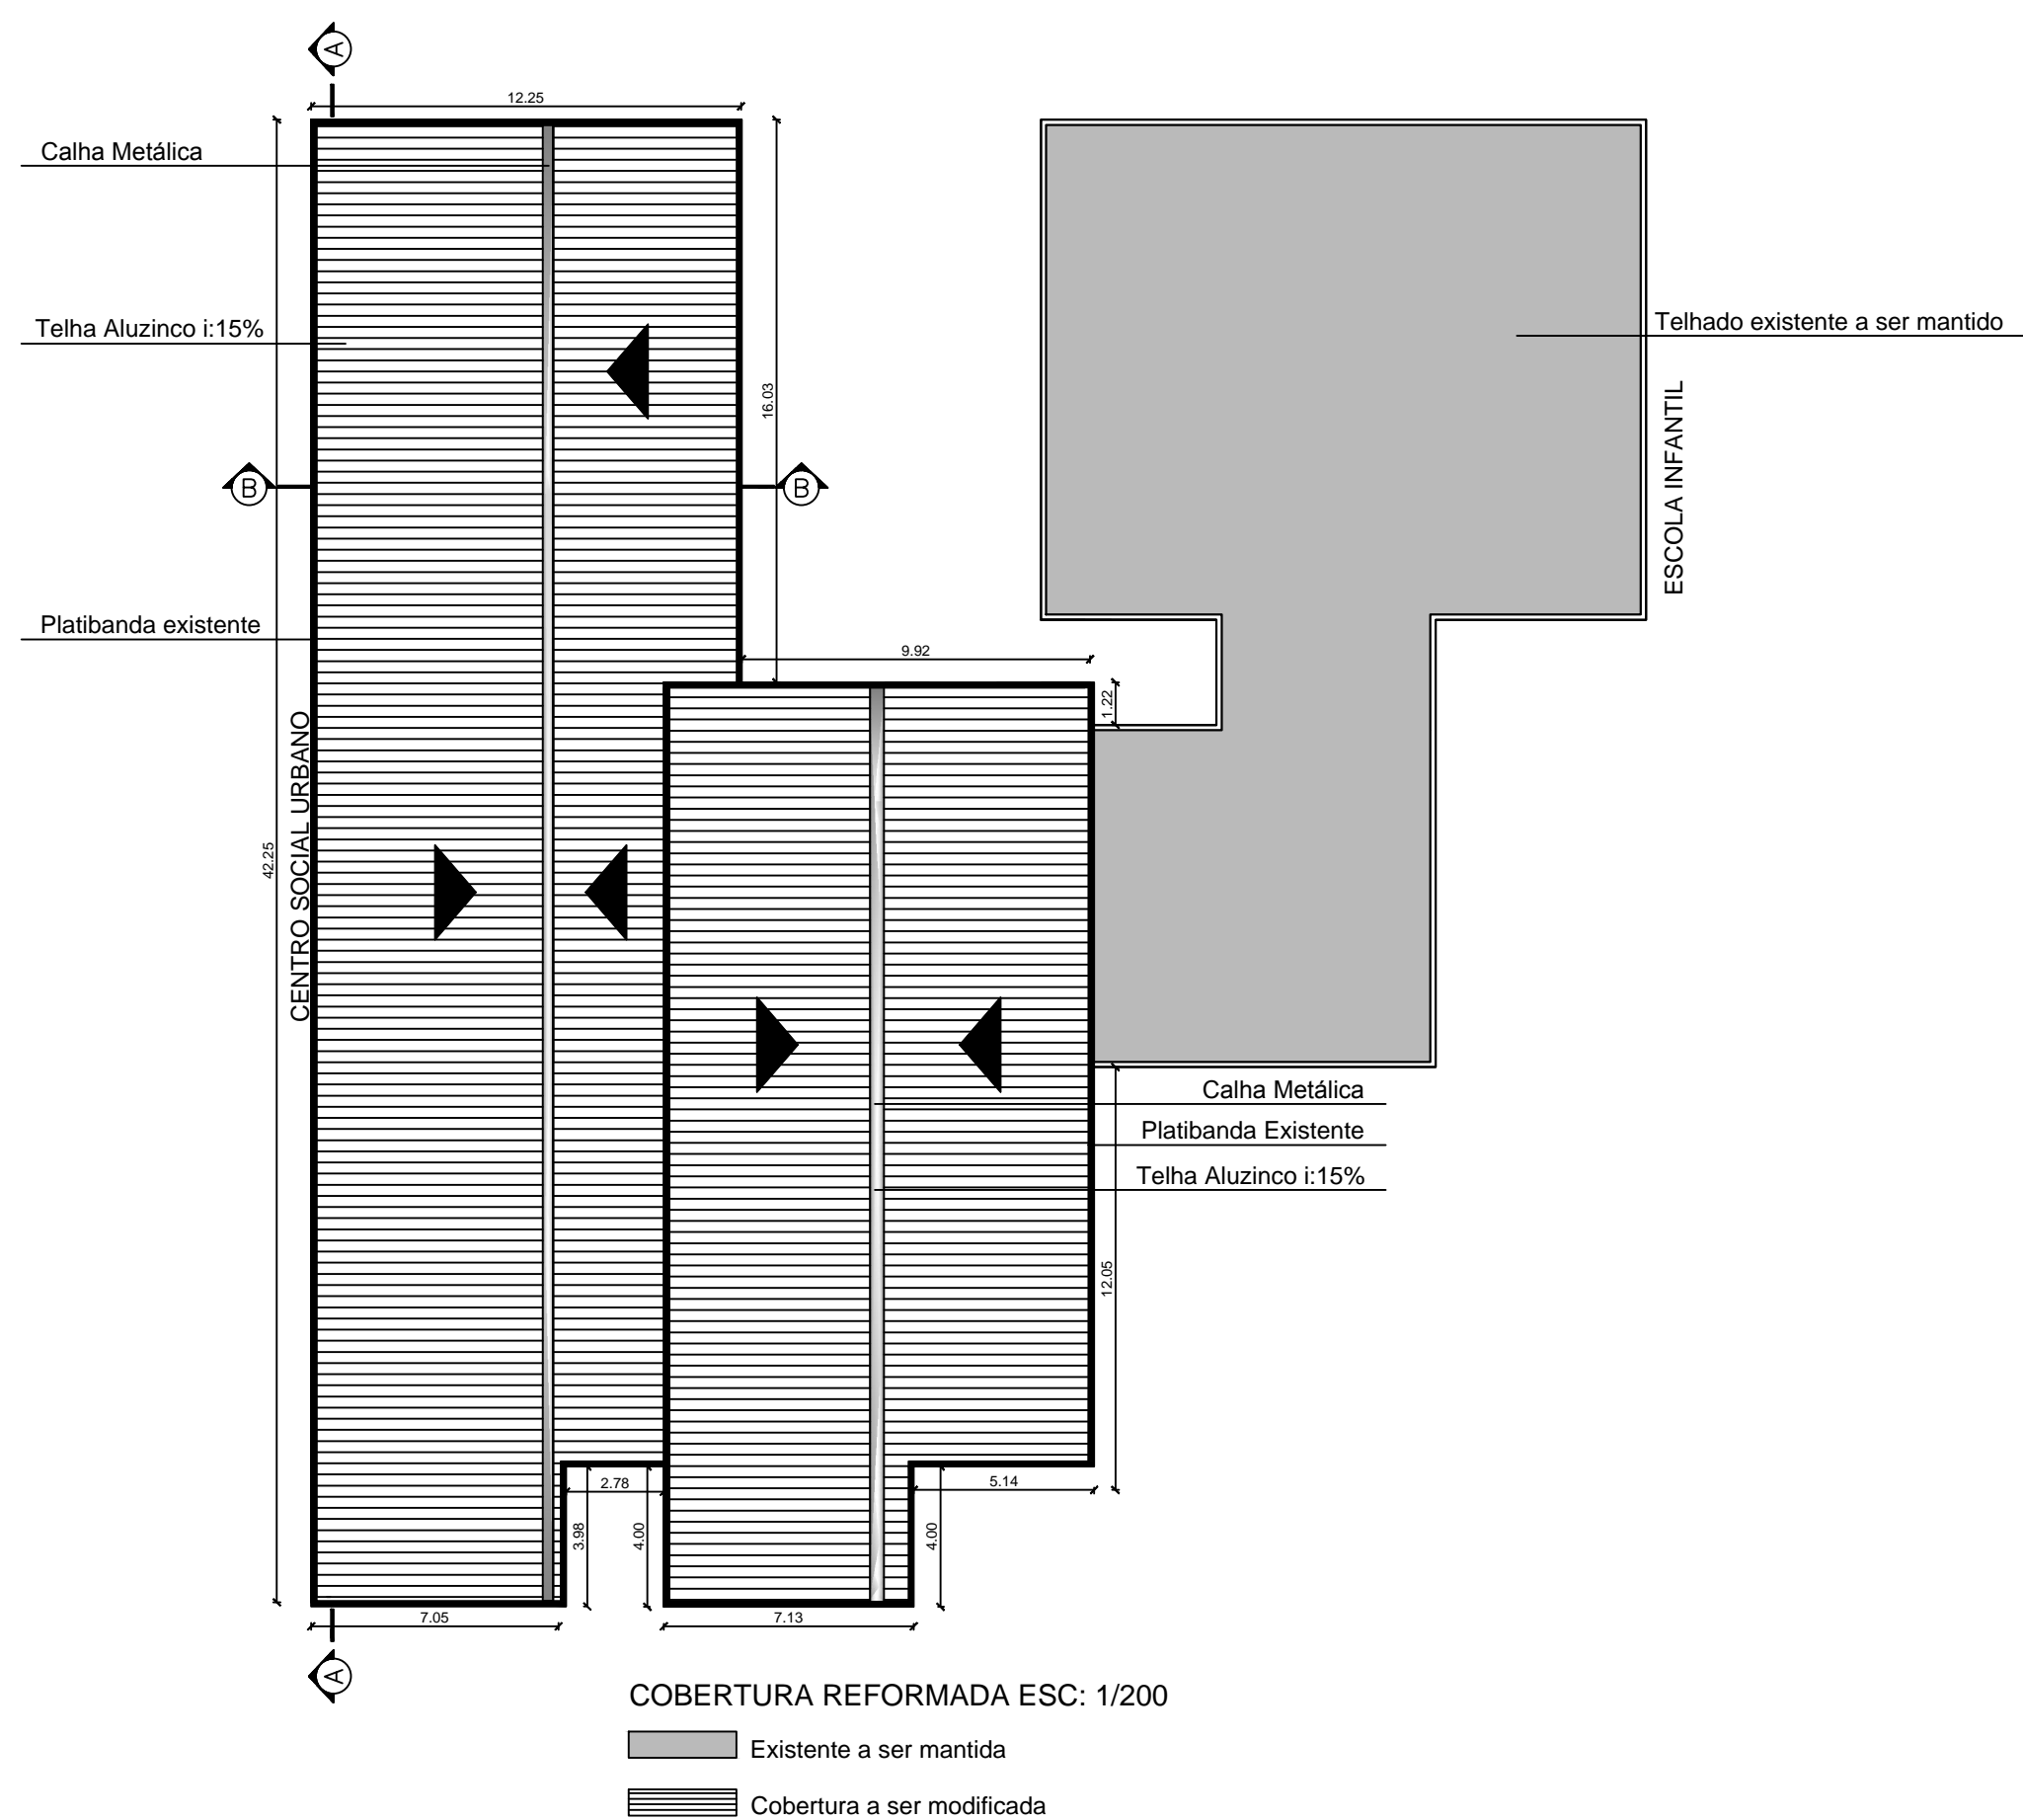 A
12.25
Calha Metálica
Telha Aluzinco i:15%
Telhado existente a ser mantido
16.03
ESCOLA INFANTIL
B
B
Platibanda existente
9.92
1.22
CENTRO SOCIAL URBANO
42.25
Calha Metálica
Platibanda Existente
Telha Aluzinco i:15%
12.05
2.78
5.14
3.98
4.00
4.00
7.05
7.13
A
COBERTURA REFORMADA ESC: 1/200
Existente a ser mantida
Cobertura a ser modificada